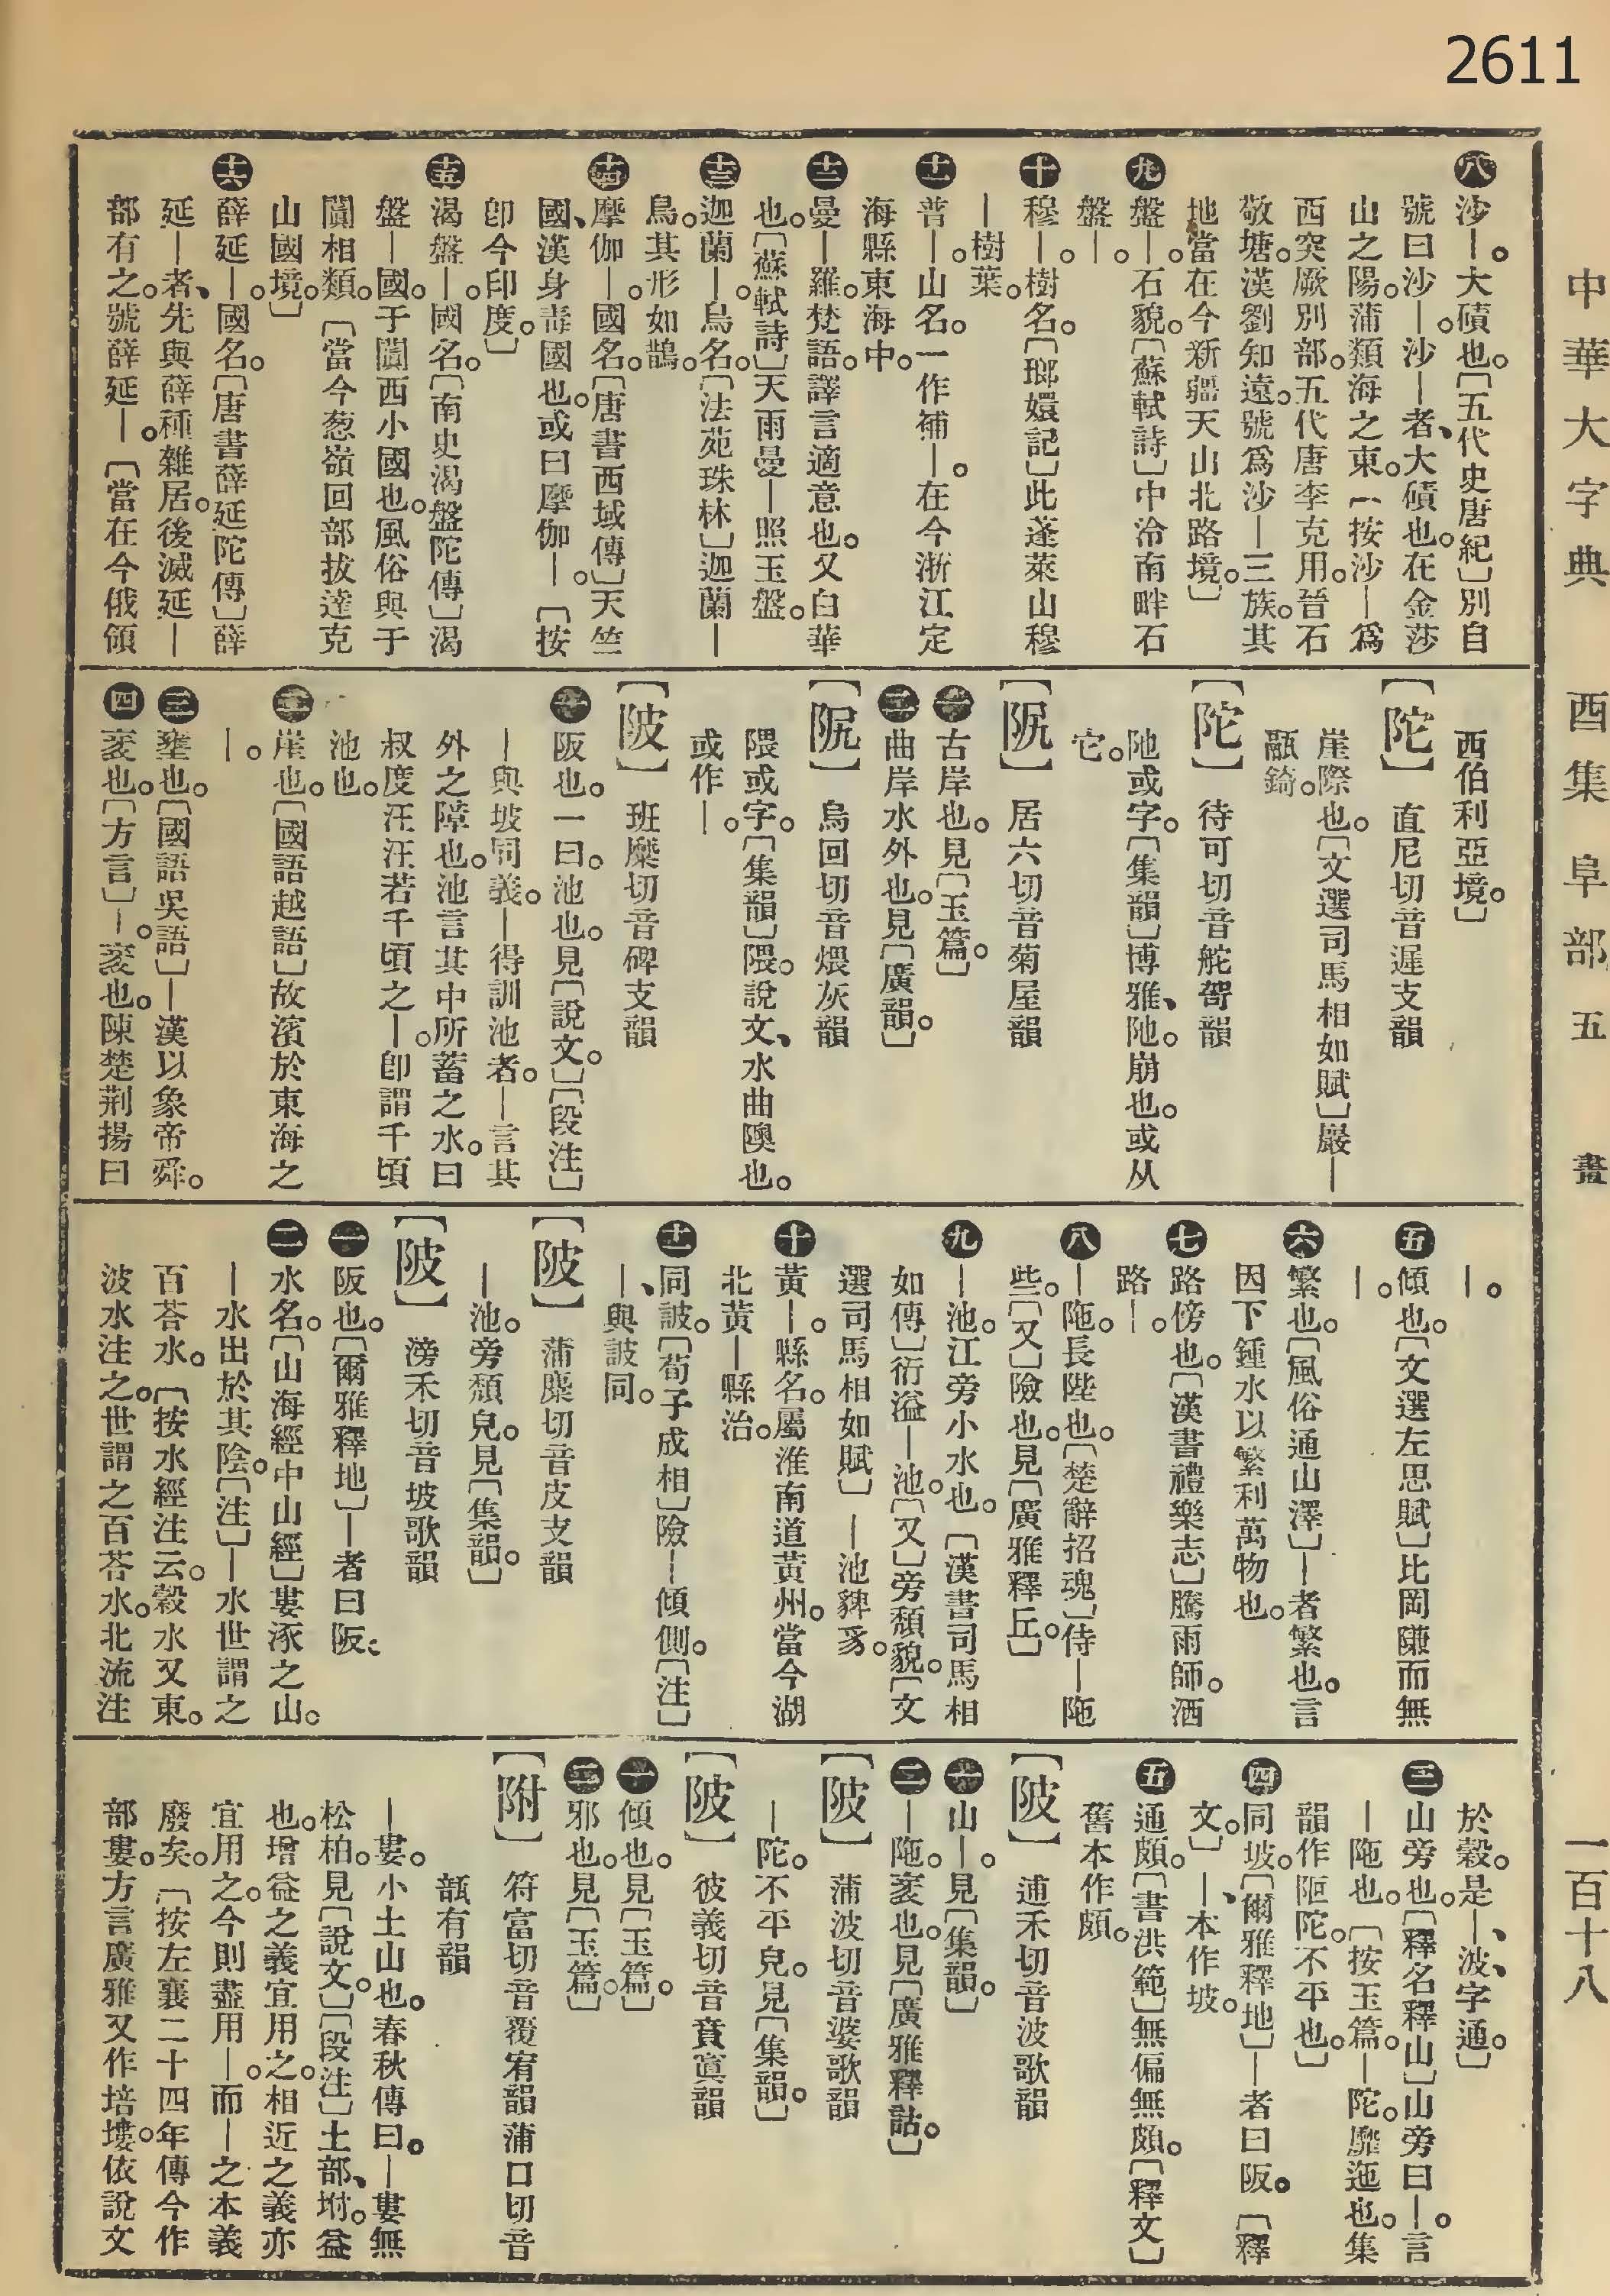 2611
中華大字典 酉集 阜部 五畫 一百十八
八 沙—。大磧也。〔五代史唐紀〕別自
號曰沙—。沙—者、大磧也。在金莎
山之陽。蒲類海之東。〔按沙—爲
西突厥別部。五代唐李克用。晉石
敬塘。漢劉知遠。號爲沙—三族。其
地當在今新疆天山北路境。〕
九 盤—。石貌。〔蘇軾詩〕中泠南畔石
盤—。
十 穆—。樹名。〔瑯嬛記〕此蓬萊山穆
—樹葉。
十一 普—。山名。一作補—。在今浙江定
海縣東海中。
十二 曼—。羅。梵語。譯言適意也。又白華
也。〔蘇軾詩〕天雨曼—照玉盤。
十三 迦蘭—。鳥名。〔法苑珠林〕迦蘭—
鳥。其形如鵲。
十四 摩伽—。國名。〔唐書西域傳〕天竺
國、漢身毒國也。或曰摩伽—。〔按
卽今印度。〕
十五 渴盤—。國名。〔南史渴盤陀傳〕渴
盤—國。于闐西小國也。風俗與于
闐相類。〔當今葱嶺回部拔達克
山國境。〕
十六 薛延—。國名。〔唐書薛延陀傳〕薛
延—者、先與薛種雜居。後滅延—
部有之。號薛延—。〔當在今俄領
西伯利亞境。〕
〔陀〕 直尼切音遲支韻
崖際也。〔文選司馬相如賦〕巖—
甗錡。
〔陀〕 待可切音舵哿韻
阤或字。〔集韻〕博雅、阤。崩也。或从
它。
〔𨸰〕 居六切音菊屋韻
一 古岸也。見〔玉篇。〕
二 曲岸水外也。見〔廣韻。〕
〔𨸰〕 烏回切音煨灰韻
隈或字。〔集韻〕隈。說文、水曲隩也。
或作—。
〔陂〕 班糜切音碑支韻
一 阪也。一曰。池也。見〔說文。〕〔段注〕
—與坡同義。—得訓池者。—言其
外之障也。池言其中所蓄之水。曰
叔度汪汪若千頃之—。卽謂千頃
池也。
二 崖也。〔國語越語〕故濱於東海之
—。
三 壅也。〔國語吳語〕—漢以象帝舜。
四 衺也。〔方言〕—。衺也。陳楚荆揚曰
—。
五 傾也。〔文選左思賦〕比岡隒而無
—。
六 繁也。〔風俗通山澤〕—者繁也。言
因下鍾水以繁利萬物也。
七 路傍也。〔漢書禮樂志〕騰雨師。洒
路—。
八 —陁。長陛也。〔楚辭招魂〕侍—陁
些。〔又〕險也。見〔廣雅釋丘。〕
九 —池。江旁小水也。〔漢書司馬相
如傳〕衍溢—池。〔又〕旁頹貌。〔文
選司馬相如賦〕—池貏豸。
十 黃—。縣名。屬淮南道黃州。當今湖
北黃—縣治。
十一 同詖。〔荀子成相〕險—傾側。〔注〕
—、與詖同。
〔陂〕 蒲麋切音皮支韻
—池。旁頹皃。見〔集韻。〕
〔陂〕 滂禾切音坡歌韻
一 阪也。〔爾雅釋地〕—者曰阪、
二 水名。〔山海經中山經〕婁涿之山。
—水出於其陰。〔注〕—水世謂之
百荅水。〔按水經注云。穀水又東。
波水注之。世謂之百荅水。北流注
於穀。是—、波、字通。〕
三 山旁也。〔釋名釋山〕山旁曰—。言
—陁也。〔按玉篇。—陀。靡迤也。集
韻作陊陀。不平也。〕
四 同坡。〔爾雅釋地〕—者曰阪。〔釋
文。〕—、本作坡。
五 通頗。〔書洪範〕無偏無頗。〔釋文〕
舊本作頗。
〔陂〕 逋禾切音波歌韻
一 山—。見〔集韻。〕
二 —陁。衺也。見〔廣雅釋詁。〕
〔陂〕 蒲波切音婆歌韻
—陀。不平皃。見〔集韻。〕
〔陂〕 彼義切音賁寘韻
一 傾也。見〔玉篇。〕
二 邪也。見〔玉篇。〕
〔附〕 符富切音覆宥韻蒲口切音
瓿有韻
—婁。小土山也。春秋傳曰。—婁無
松柏。見〔說文。〕〔段注〕土部、坿。益
也。增益之義宜用之。相近之義亦
宜用之。今則盡用—。而—之本義
廢矣。〔按左襄二十四年傳今作
部婁。方言廣雅又作培塿。依說文